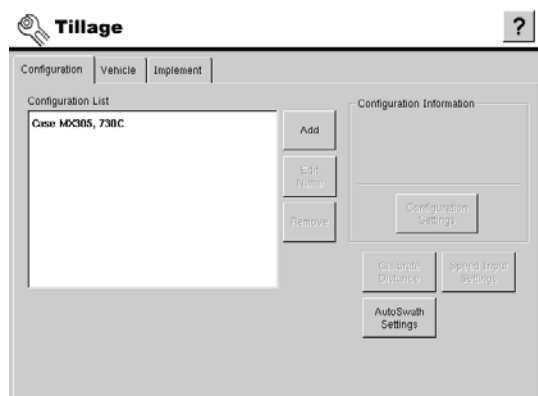 Tillage
?
Configuration
Vehicle
Implement
Configuration List
Case MX305, 730C
Add
Edit
Name
Remove
Configuration Information
Configuration
Settings
Calibrate
Distance
Speed Input
Settings
AutoSwath
Settings